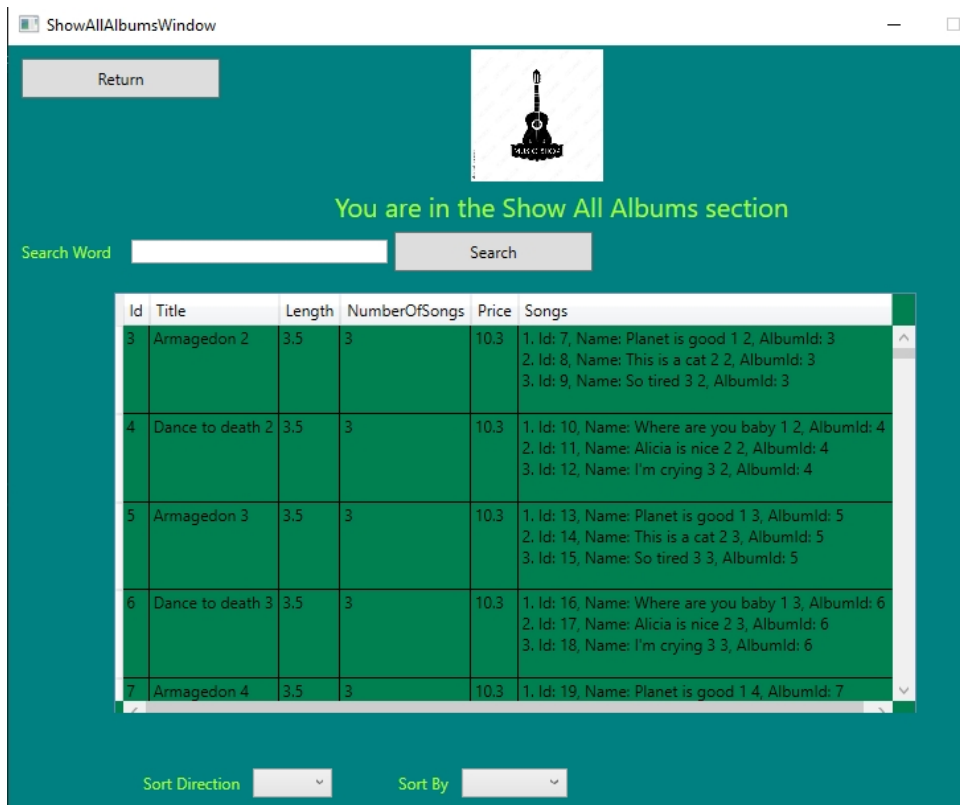 ShowAllAlbumsWindow
Return
MUSIC SHOP
You are in the Show All Albums section
Search Word Search
Id Title Length NumberOfSongs Price Songs
3 Armagedon 2 3.5 3 10.3 1. Id: 7, Name: Planet is good 1 2, AlbumId: 3
2. Id: 8, Name: This is a cat 2 2, AlbumId: 3
3. Id: 9, Name: So tired 3 2, AlbumId: 3
4 Dance to death 2 3.5 3 10.3 1. Id: 10, Name: Where are you baby 1 2, AlbumId: 4
2. Id: 11, Name: Alicia is nice 2 2, AlbumId: 4
3. Id: 12, Name: I'm crying 3 2, AlbumId: 4
5 Armagedon 3 3.5 3 10.3 1. Id: 13, Name: Planet is good 1 3, AlbumId: 5
2. Id: 14, Name: This is a cat 2 3, AlbumId: 5
3. Id: 15, Name: So tired 3 3, AlbumId: 5
6 Dance to death 3 3.5 3 10.3 1. Id: 16, Name: Where are you baby 1 3, AlbumId: 6
2. Id: 17, Name: Alicia is nice 2 3, AlbumId: 6
3. Id: 18, Name: I'm crying 3 3, AlbumId: 6
7 Armagedon 4 3.5 3 10.3 1. Id: 19, Name: Planet is good 1 4, AlbumId: 7
Sort Direction Sort By